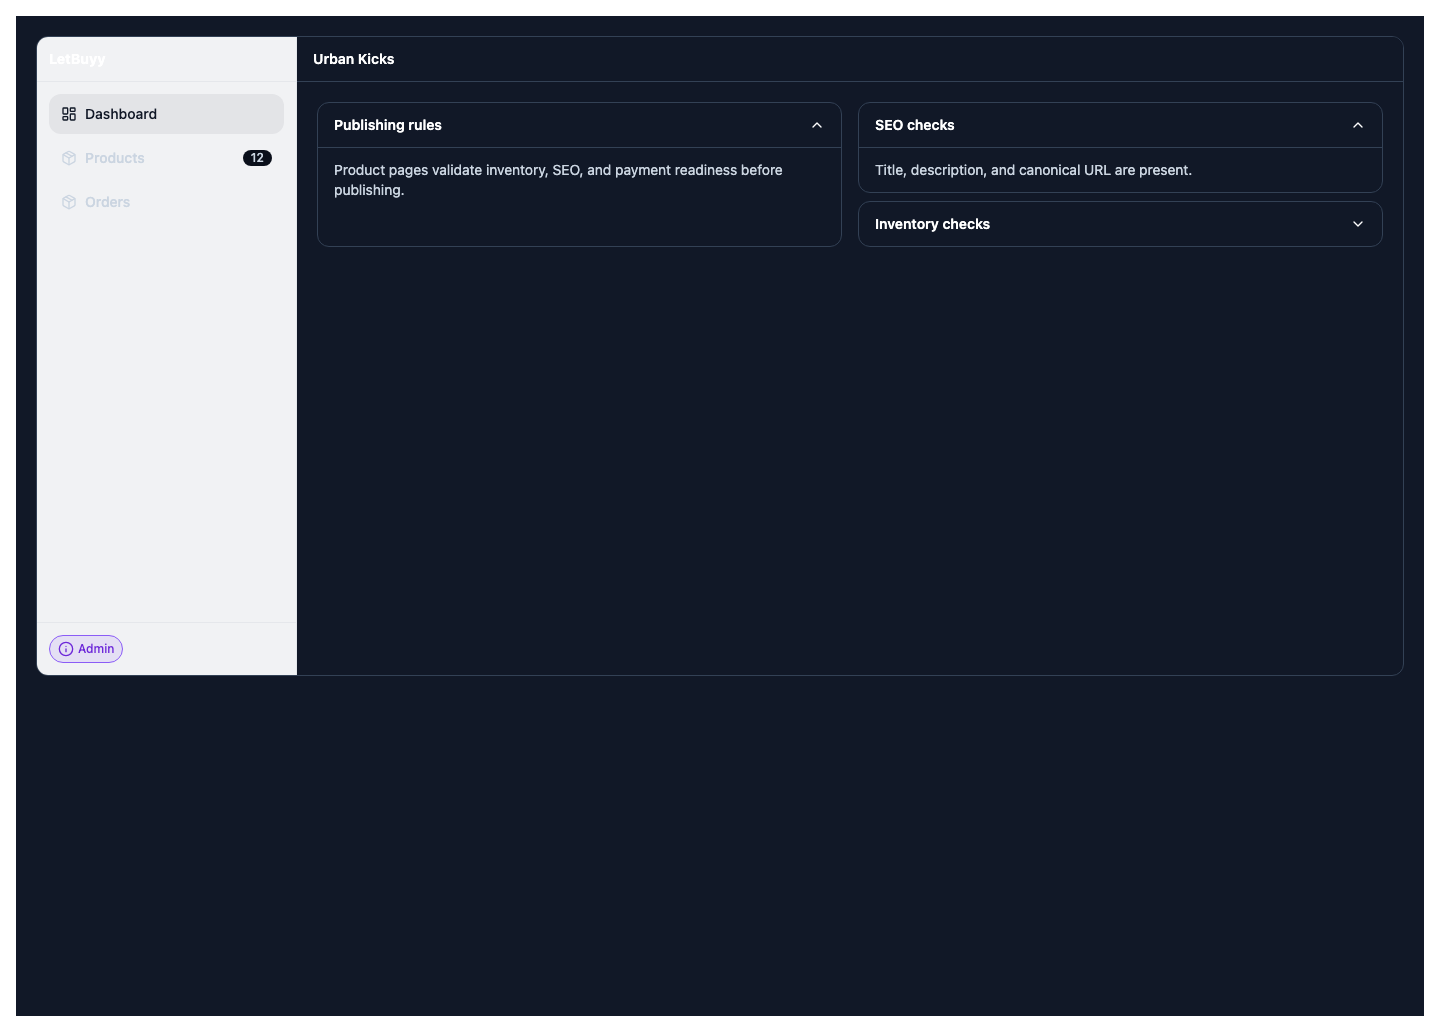 LetBuyy
Urban Kicks
Dashboard
Products
12
Orders
Publishing rules
Product pages validate inventory, SEO, and payment readiness before
publishing.
SEO checks
Title, description, and canonical URL are present.
Inventory checks
Admin